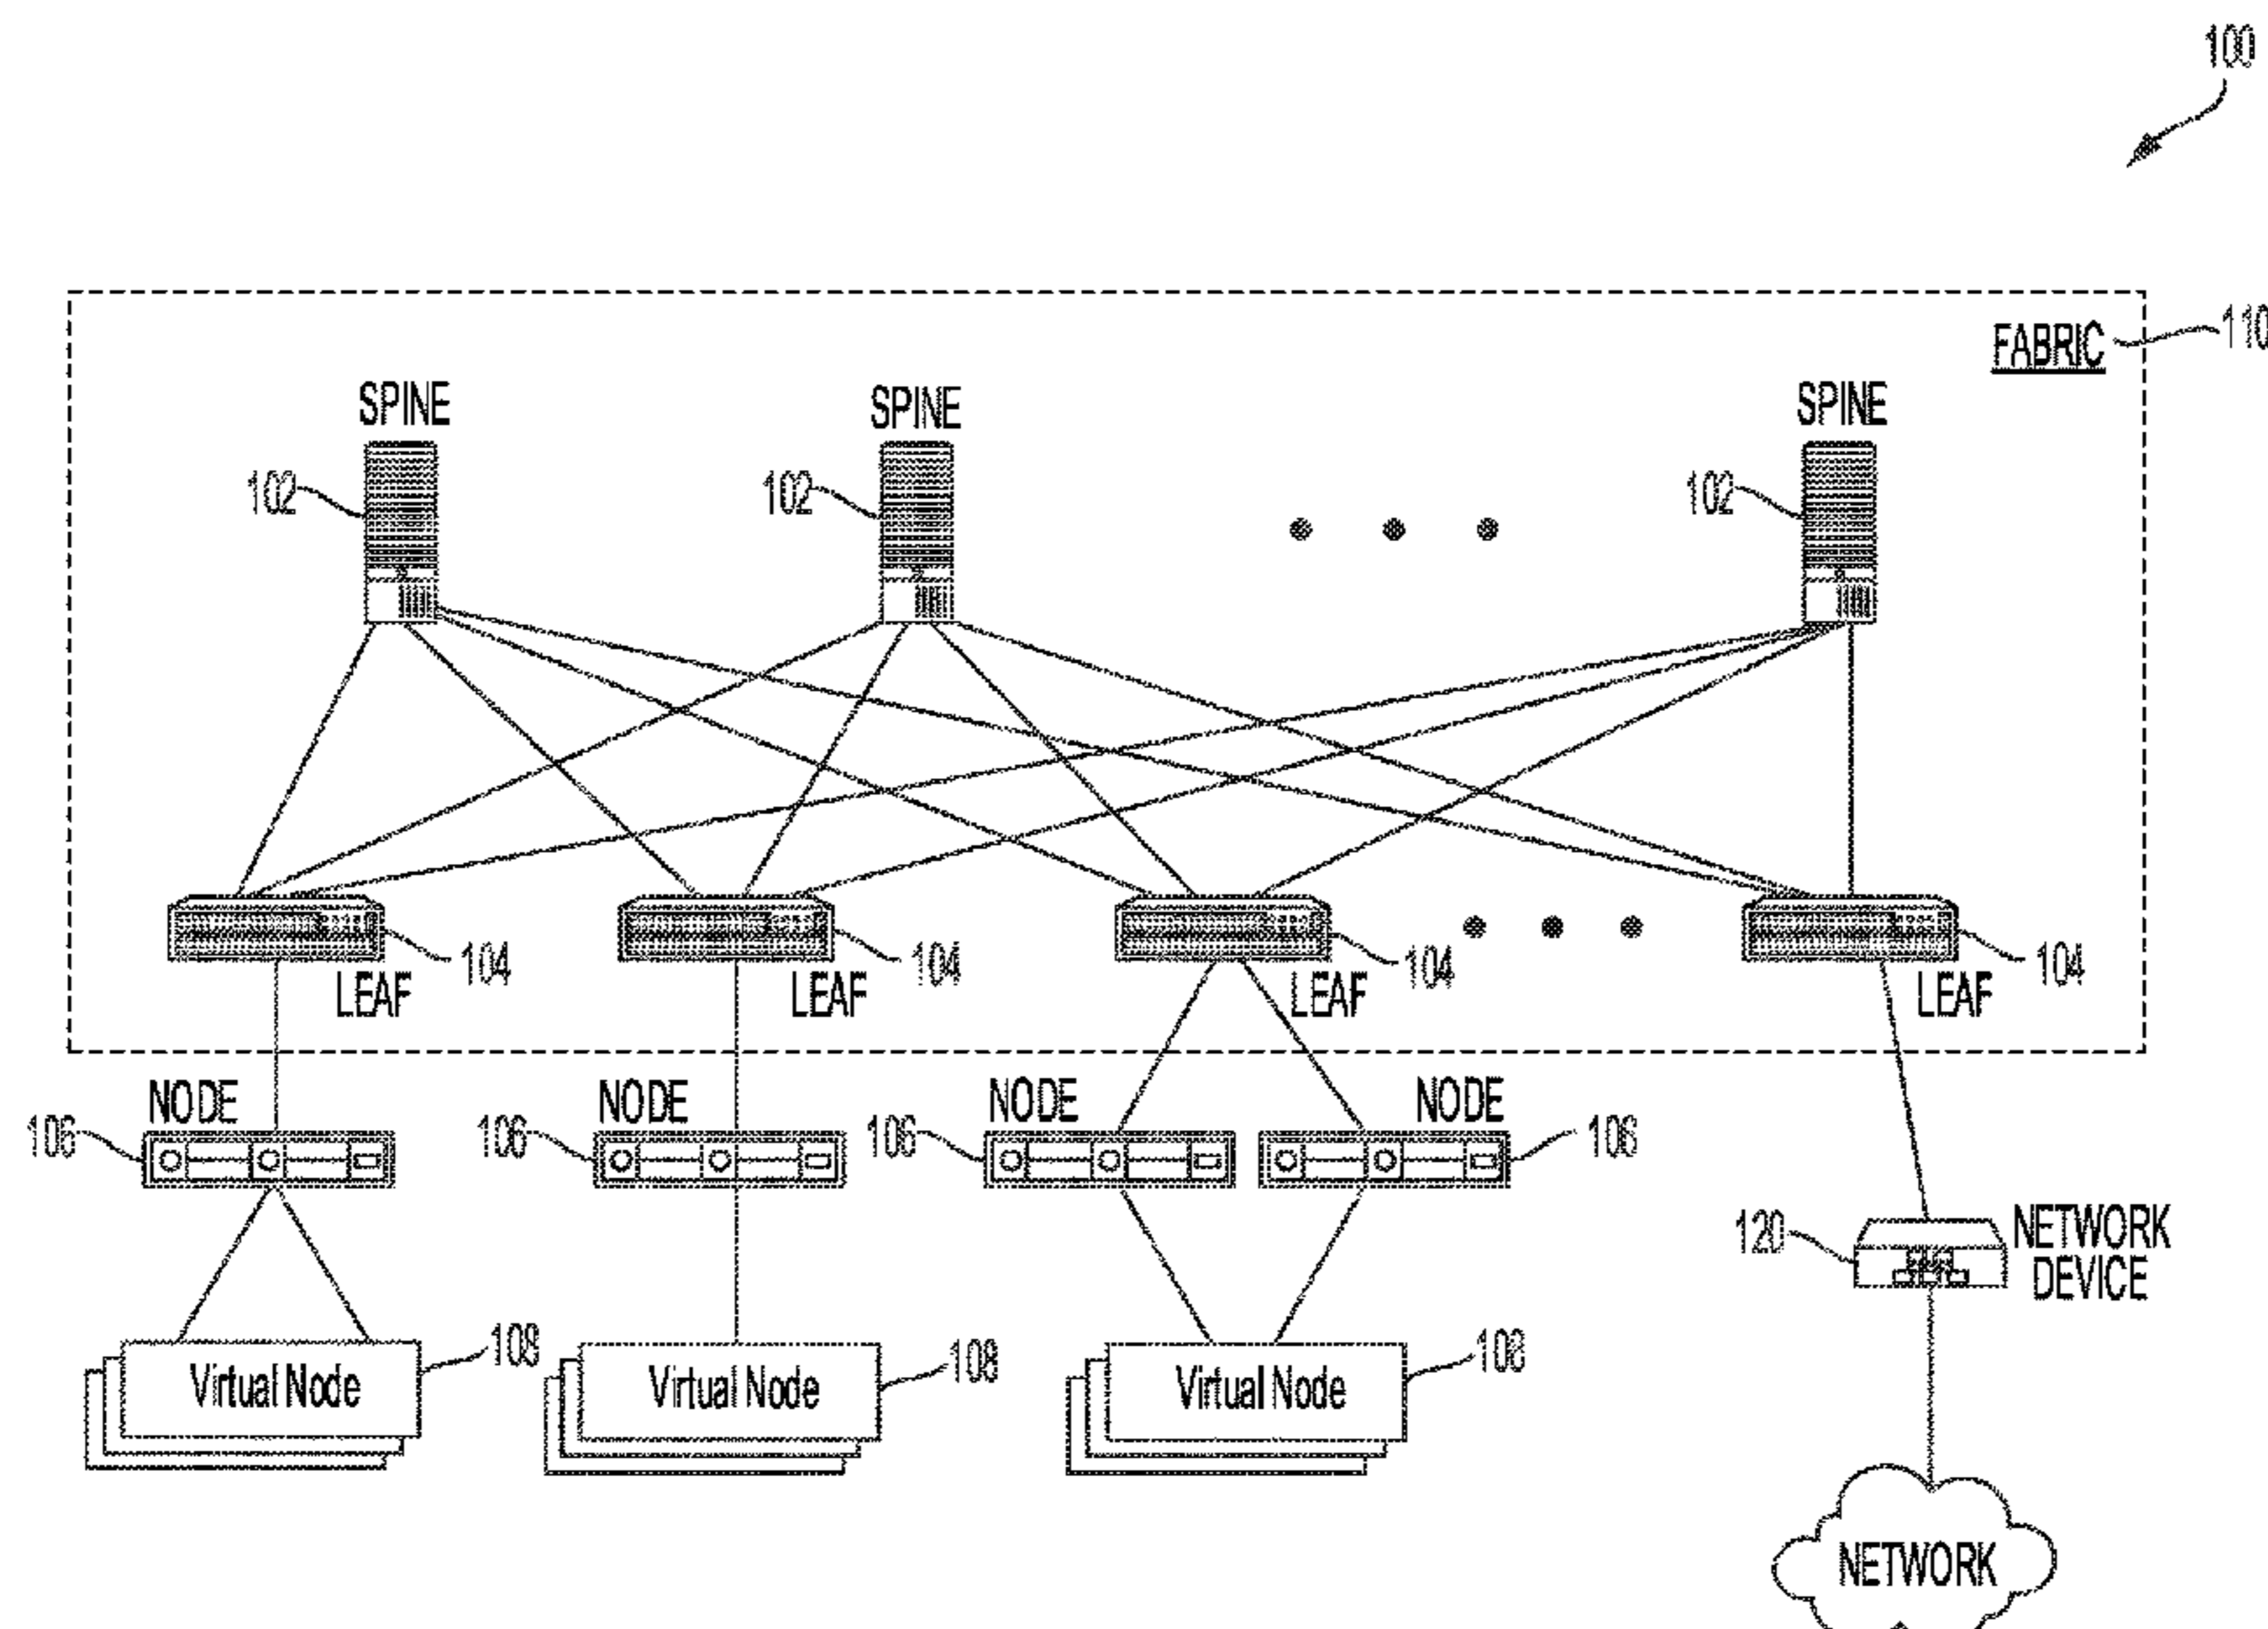 100
FABRIC
110
SPINE
SPINE
SPINE
102
102
102
104
104
104
104
LEAF
LEAF
LEAF
LEAF
NODE
NODE
NODE
NODE
106
106
106
106
120
NETWORK
DEVICE
108
108
108
Virtual Node
Virtual Node
Virtual Node
NETWORK